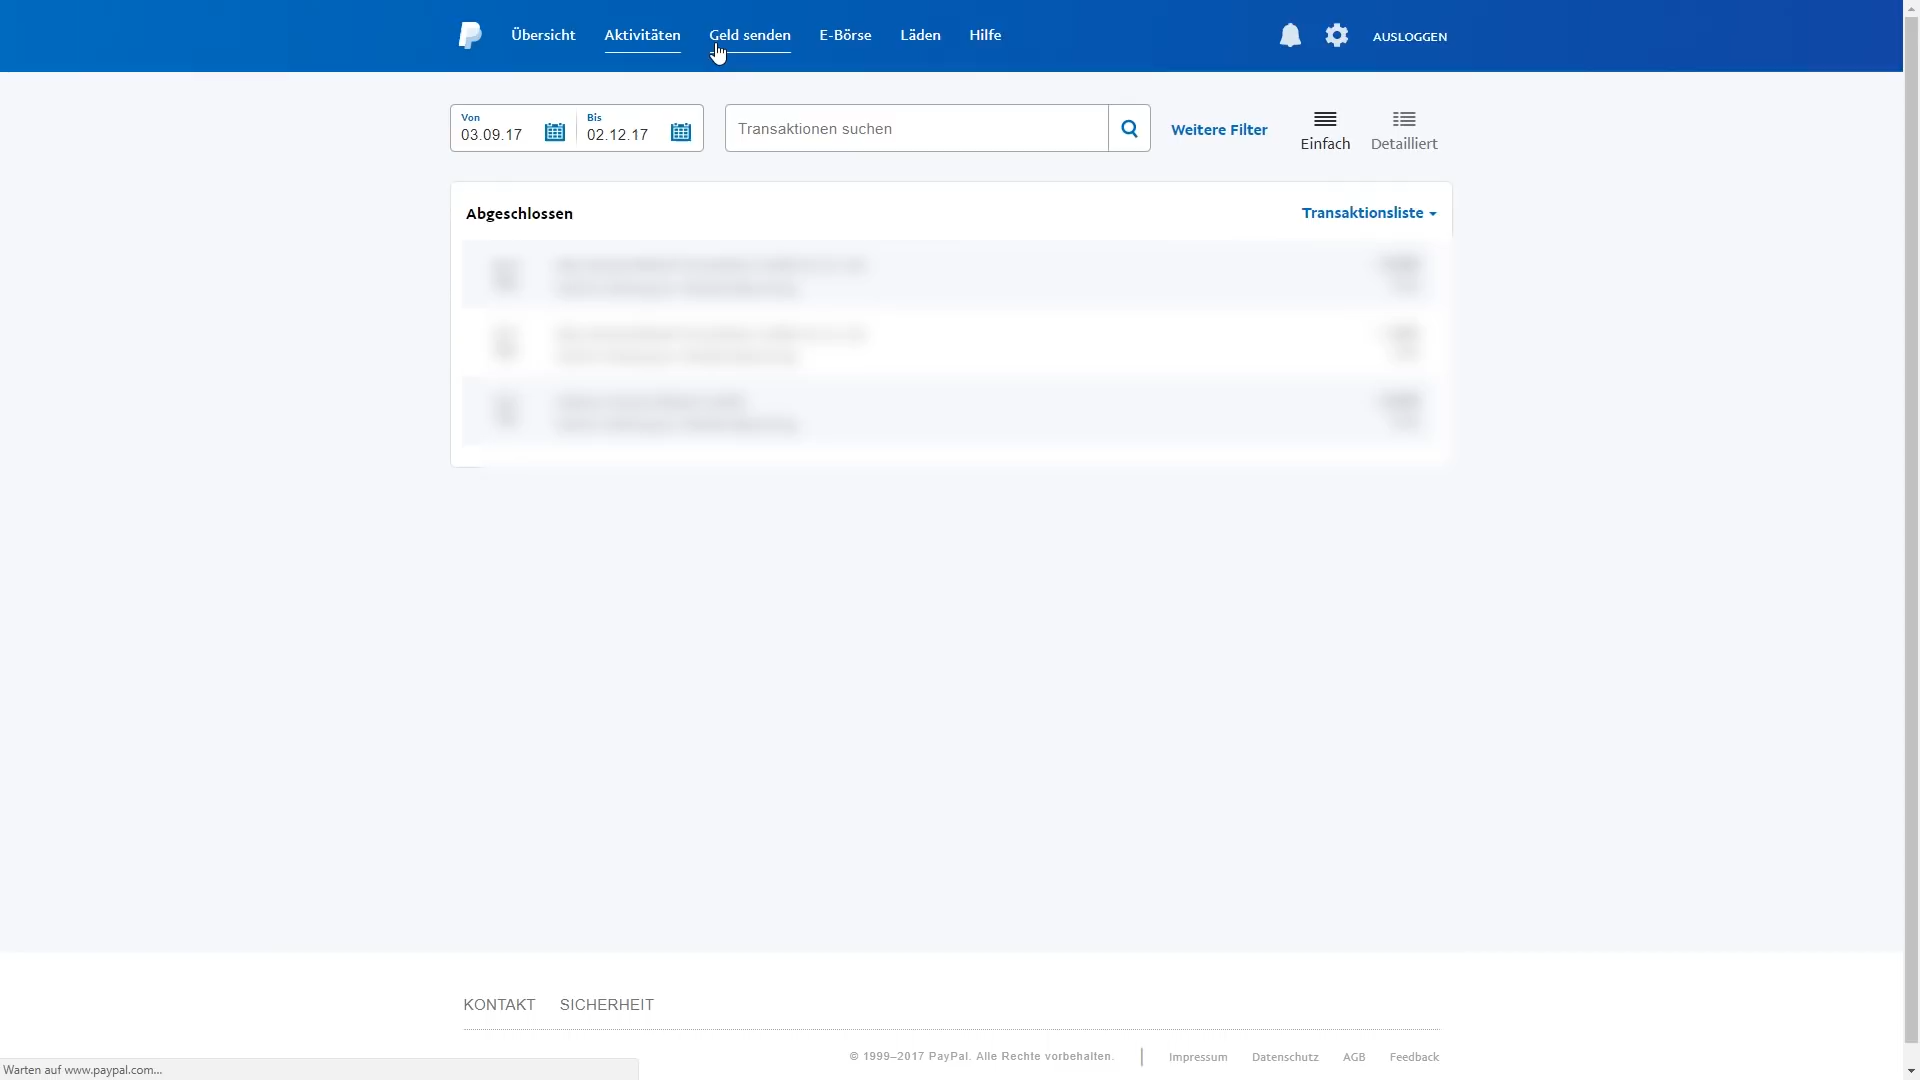 Übersicht Aktivitäten Geld senden E-Börse Läden Hilfe AUSLOGGEN
Von 03.09.17 Bis 02.12.17
Transaktionen suchen
Weitere Filter
Einfach Detailliert
Abgeschlossen Transaktionsliste
KONTAKT SICHERHEIT
© 1999–2017 PayPal. Alle Rechte vorbehalten. | Impressum Datenschutz AGB Feedback
Warten auf www.paypal.com...